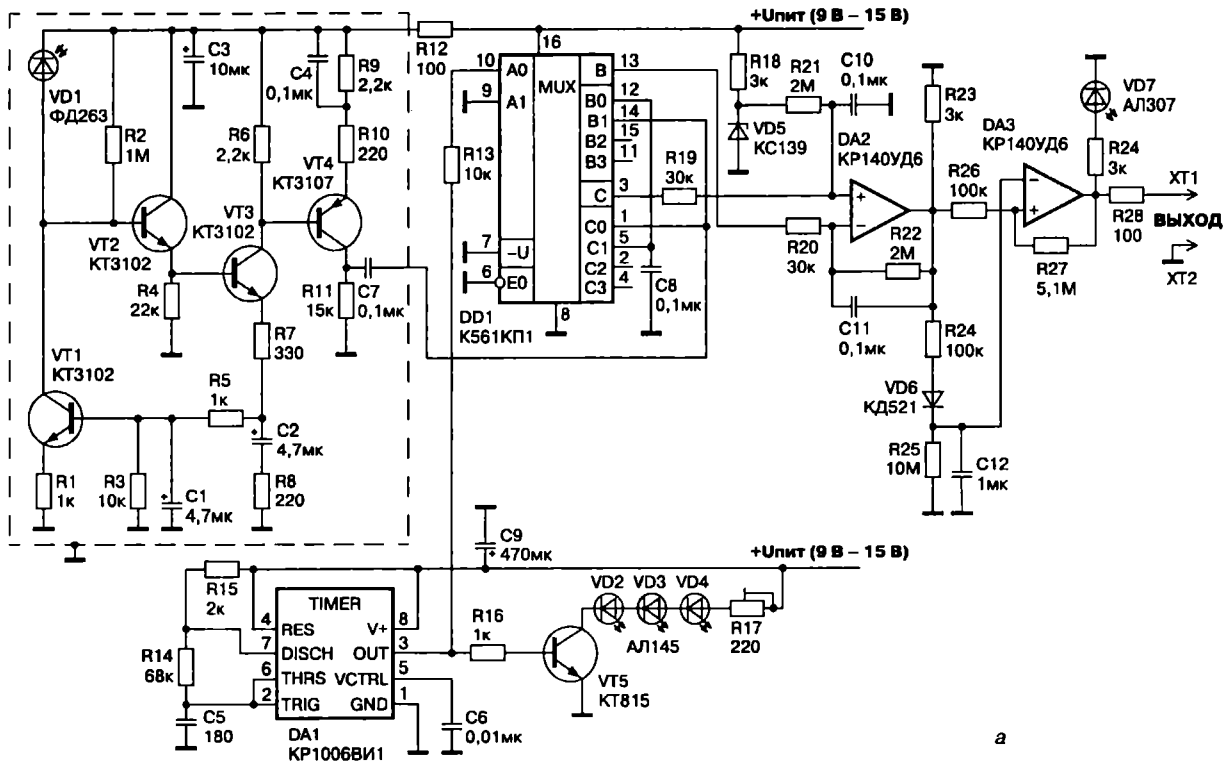 +Uпит (9 В – 15 В)
VD1
ФД263
C3
10мк
R2
1М
R6
2,2к
C4
0,1мк
R9
2,2к
R10
220
VT4
КТ3107
VT3
КТ3102
VT2
КТ3102
R4
22к
R11
15к
C7
0,1мк
R7
330
VT1
КТ3102
R5
1к
C2
4,7мк
R1
1к
R3
10к
C1
4,7мк
R8
220
R12
100
R13
10к
16
10
A0
9
A1
MUX
7
–U
6
E0
8
B
13
B0
12
B1
14
B2
15
B3
11
C
3
C0
1
C1
5
C2
2
C3
4
DD1
К561КП1
C8
0,1мк
R18
3к
R21
2М
C10
0,1мк
VD5
КС139
R19
30к
R20
30к
DA2
КР140УД6
+
–
R22
2М
C11
0,1мк
R23
3к
R26
100к
DA3
КР140УД6
–
+
VD7
АЛ307
R24
3к
R28
100
XT1
ВЫХОД
XT2
R27
5,1М
R24
100к
VD6
КД521
R25
10М
C12
1мк
C9
470мк
+Uпит (9 В – 15 В)
R15
2к
R14
68к
C5
180
TIMER
4
RES
7
DISCH
6
THRS
2
TRIG
V+
8
OUT
3
VCTRL
5
GND
1
DA1
КР1006ВИ1
C6
0,01мк
R16
1к
VD2
VD3
VD4
АЛ145
R17
220
VT5
КТ815
а